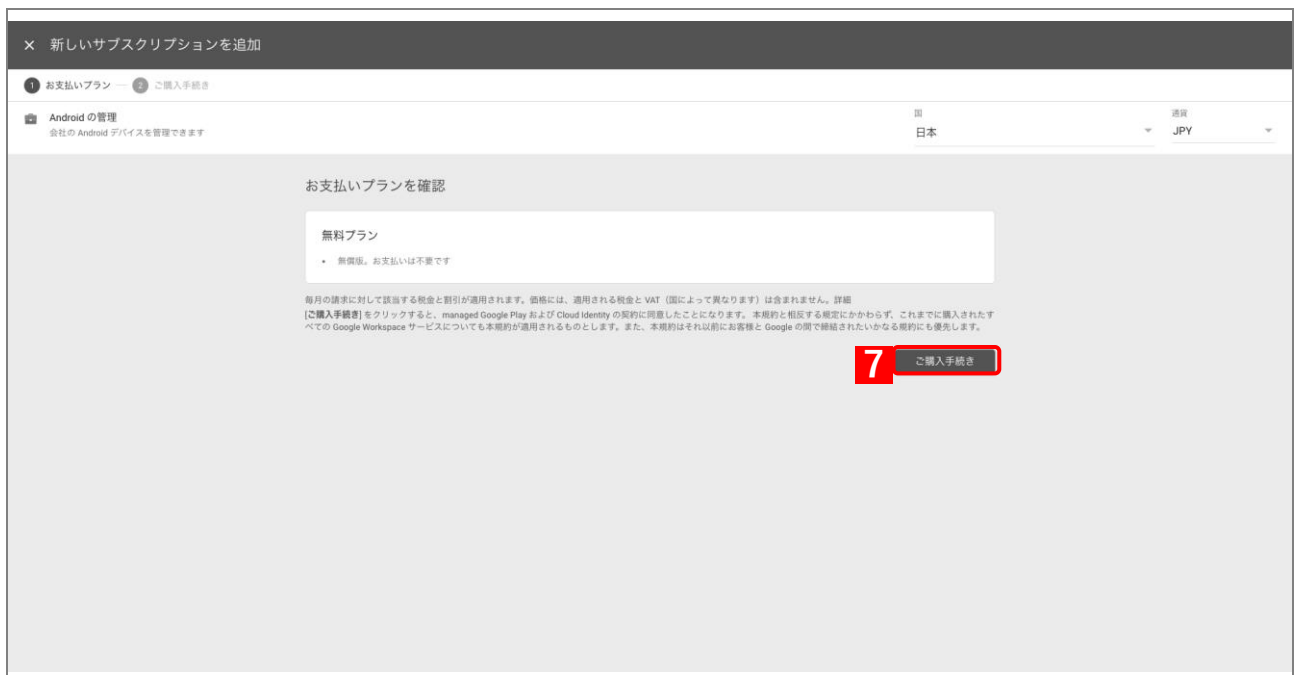 × 新しいサブスクリプションを追加
1 お支払いプラン — 2 ご購入手続き
Android の管理
会社の Android デバイスを管理できます
国
日本
通貨
JPY
お支払いプランを確認
無料プラン
• 無償版。お支払いは不要です
毎月の請求に対して該当する税金と割引が適用されます。価格には、適用される税金と VAT（国によって異なります）は含まれません。詳細
[ご購入手続き] をクリックすると、managed Google Play および Cloud Identity の契約に同意したことになります。 本規約と相反する規定にかかわらず、これまでに購入されたす
べての Google Workspace サービスについても本規約が適用されるものとします。また、本規約はそれ以前にお客様と Google の間で締結されたいかなる規約にも優先します。
7 ご購入手続き